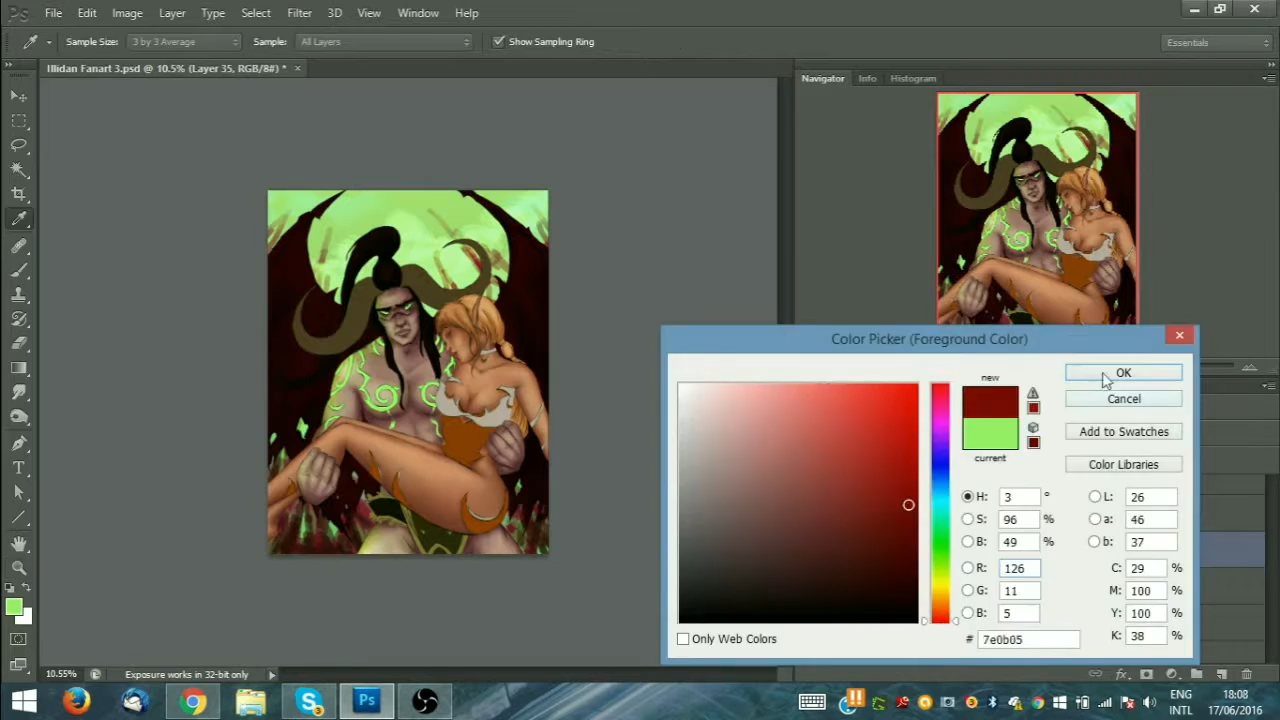 Ps File Edit Image Layer Type Select Filter 3D View Window Help
Sample Size: 3 by 3 Average Sample: All Layers Show Sampling Ring Essentials
Illidan Fanart 3.psd @ 10.5% (Layer 35, RGB/8#) * ×
Navigator Info Histogram
Color Picker (Foreground Color)
new
OK
Cancel
Add to Swatches
current
Color Libraries
H: 3 ° L: 26
S: 96 % a: 46
B: 49 % b: 37
R: 126 C: 29 %
G: 11 M: 100 %
B: 5 Y: 100 %
# 7e0b05 K: 38 %
Only Web Colors
10.55% Exposure works in 32-bit only
fx
Ps
ENG 18:08
INTL 17/06/2016